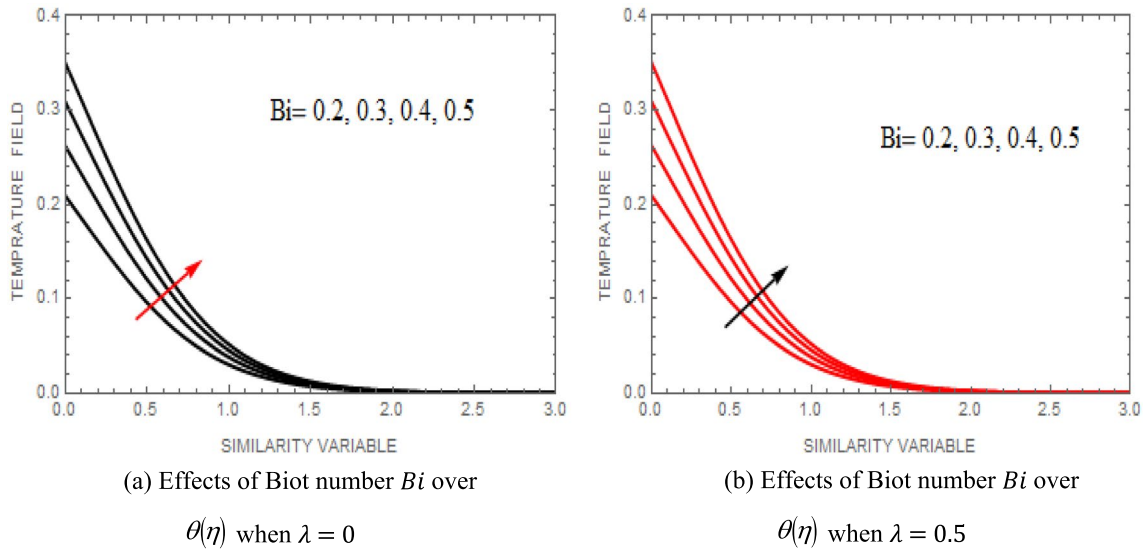 0.4
0.3
0.2
0.1
0.0
TEMPRATURE FIELD
Bi= 0.2, 0.3, 0.4, 0.5
0.0 0.5 1.0 1.5 2.0 2.5 3.0
SIMILARITY VARIABLE
(a) Effects of Biot number Bi over
θ(η) when λ = 0
0.4
0.3
0.2
0.1
0.0
TEMPRATURE FIELD
Bi= 0.2, 0.3, 0.4, 0.5
0.0 0.5 1.0 1.5 2.0 2.5 3.0
SIMILARITY VARIABLE
(b) Effects of Biot number Bi over
θ(η) when λ = 0.5